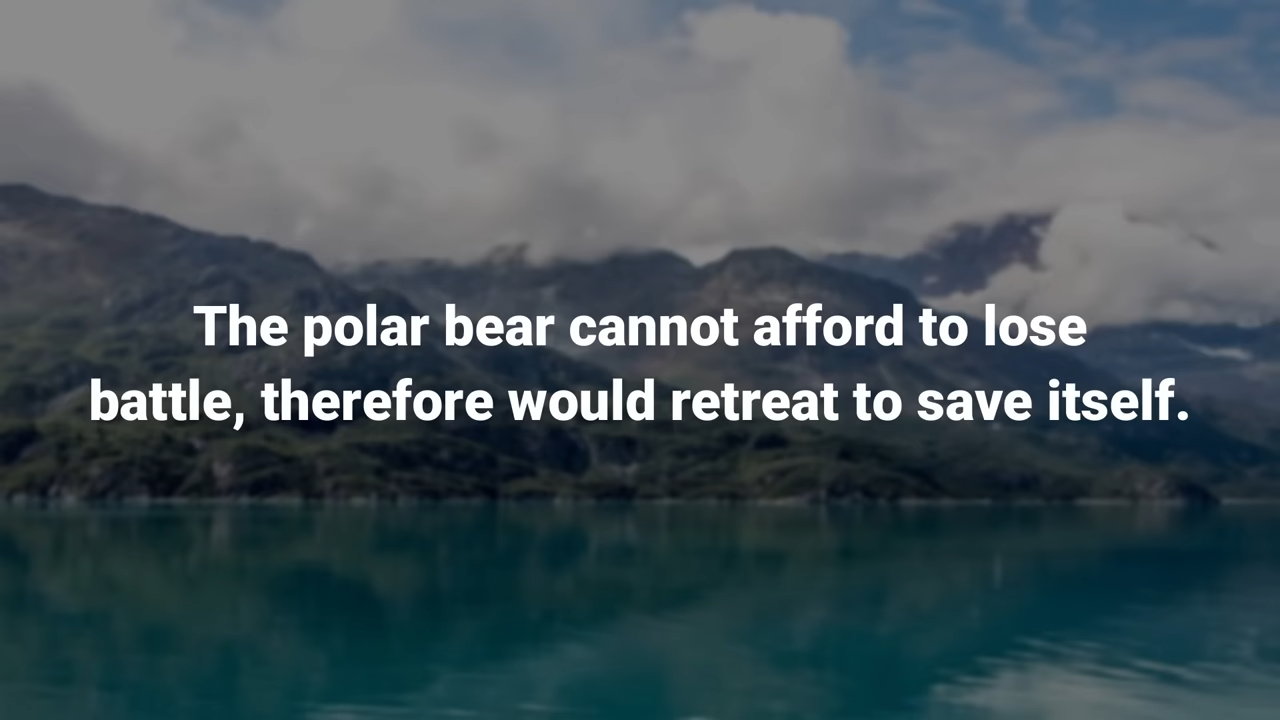 The polar bear cannot afford to lose
battle, therefore would retreat to save itself.